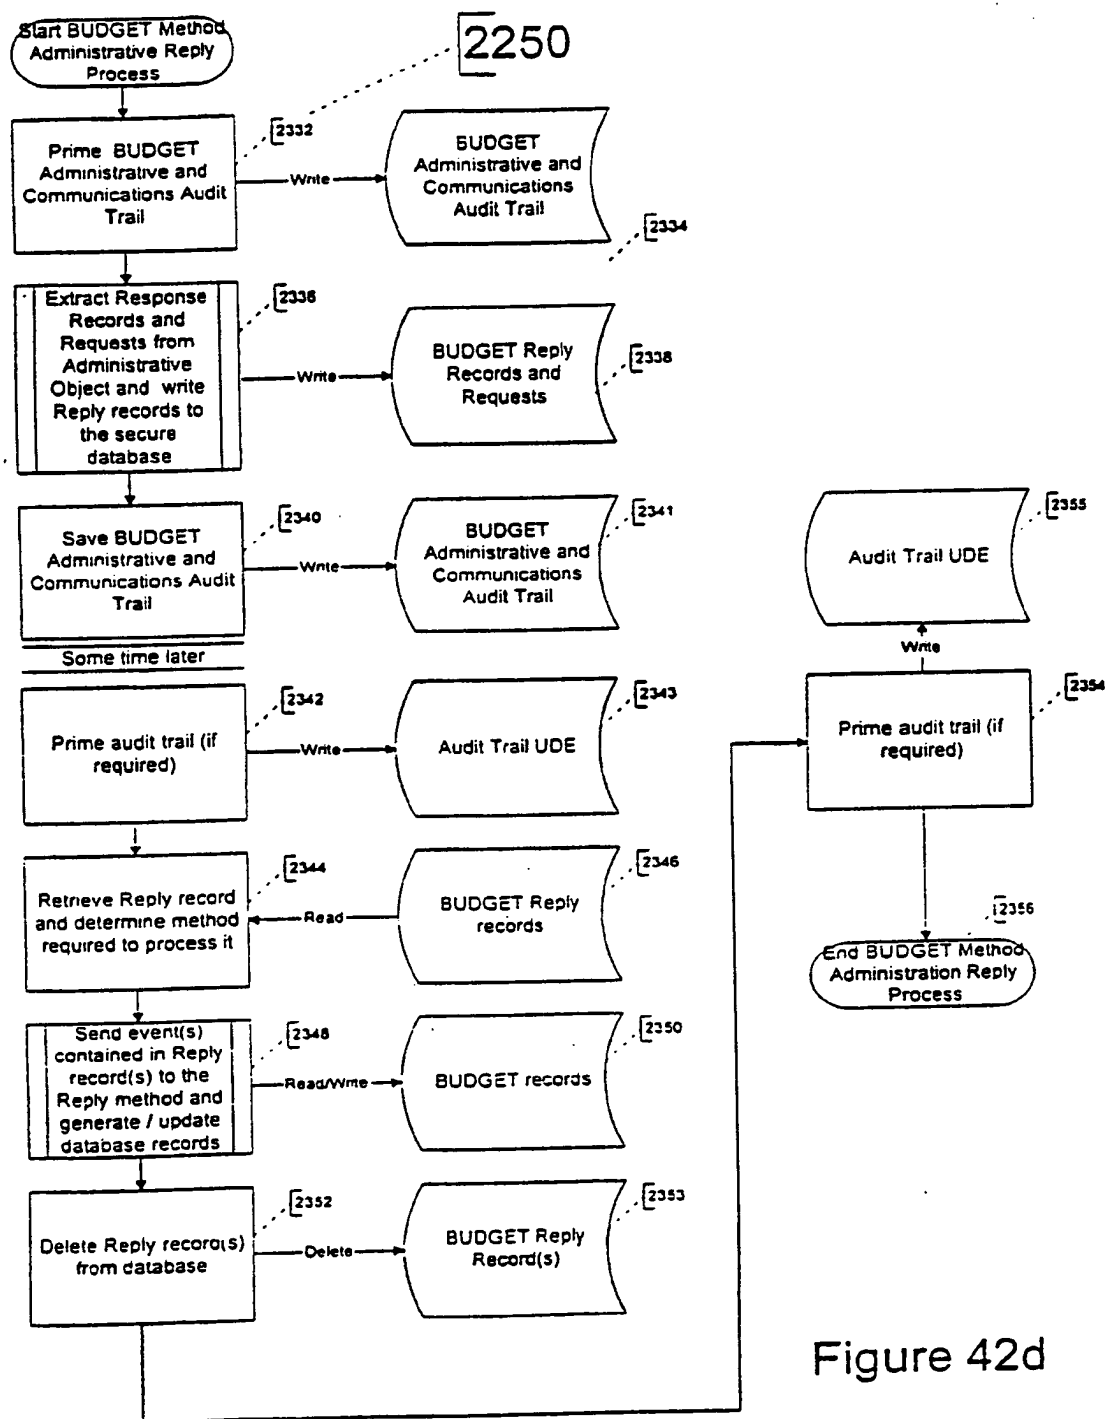 Start BUDGET Method
Administrative Reply
Process
2250
2332
Prime BUDGET
Administrative and
Communications Audit
Trail
Write
BUDGET
Administrative and
Communications
Audit Trail
2334
Extract Response
Records and
Requests from
Administrative
Object and write
Reply records to
the secure
database
2336
Write
BUDGET Reply
Records and
Requests
2338
Save BUDGET
Administrative and
Communications Audit
Trail
2340
Write
BUDGET
Administrative and
Communications
Audit Trail
2341
Some time later
Prime audit trail (if
required)
2342
Write
Audit Trail UDE
2343
Retrieve Reply record
and determine method
required to process it
2344
Read
BUDGET Reply
records
2346
Send event(s)
contained in Reply
record(s) to the
Reply method and
generate / update
database records
2348
Read/Write
BUDGET records
2350
Delete Reply record(s)
from database
2352
Delete
BUDGET Reply
Record(s)
2353
Audit Trail UDE
2355
Write
Prime audit trail (if
required)
2354
2356
End BUDGET Method
Administration Reply
Process
Figure 42d